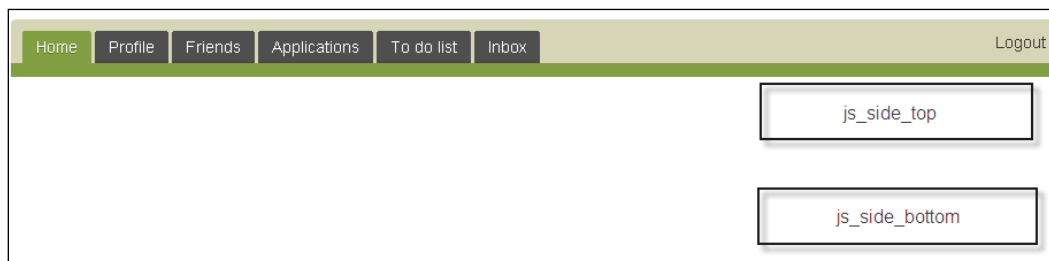 Home Profile Friends Applications To do list Inbox Logout
js_side_top
js_side_bottom